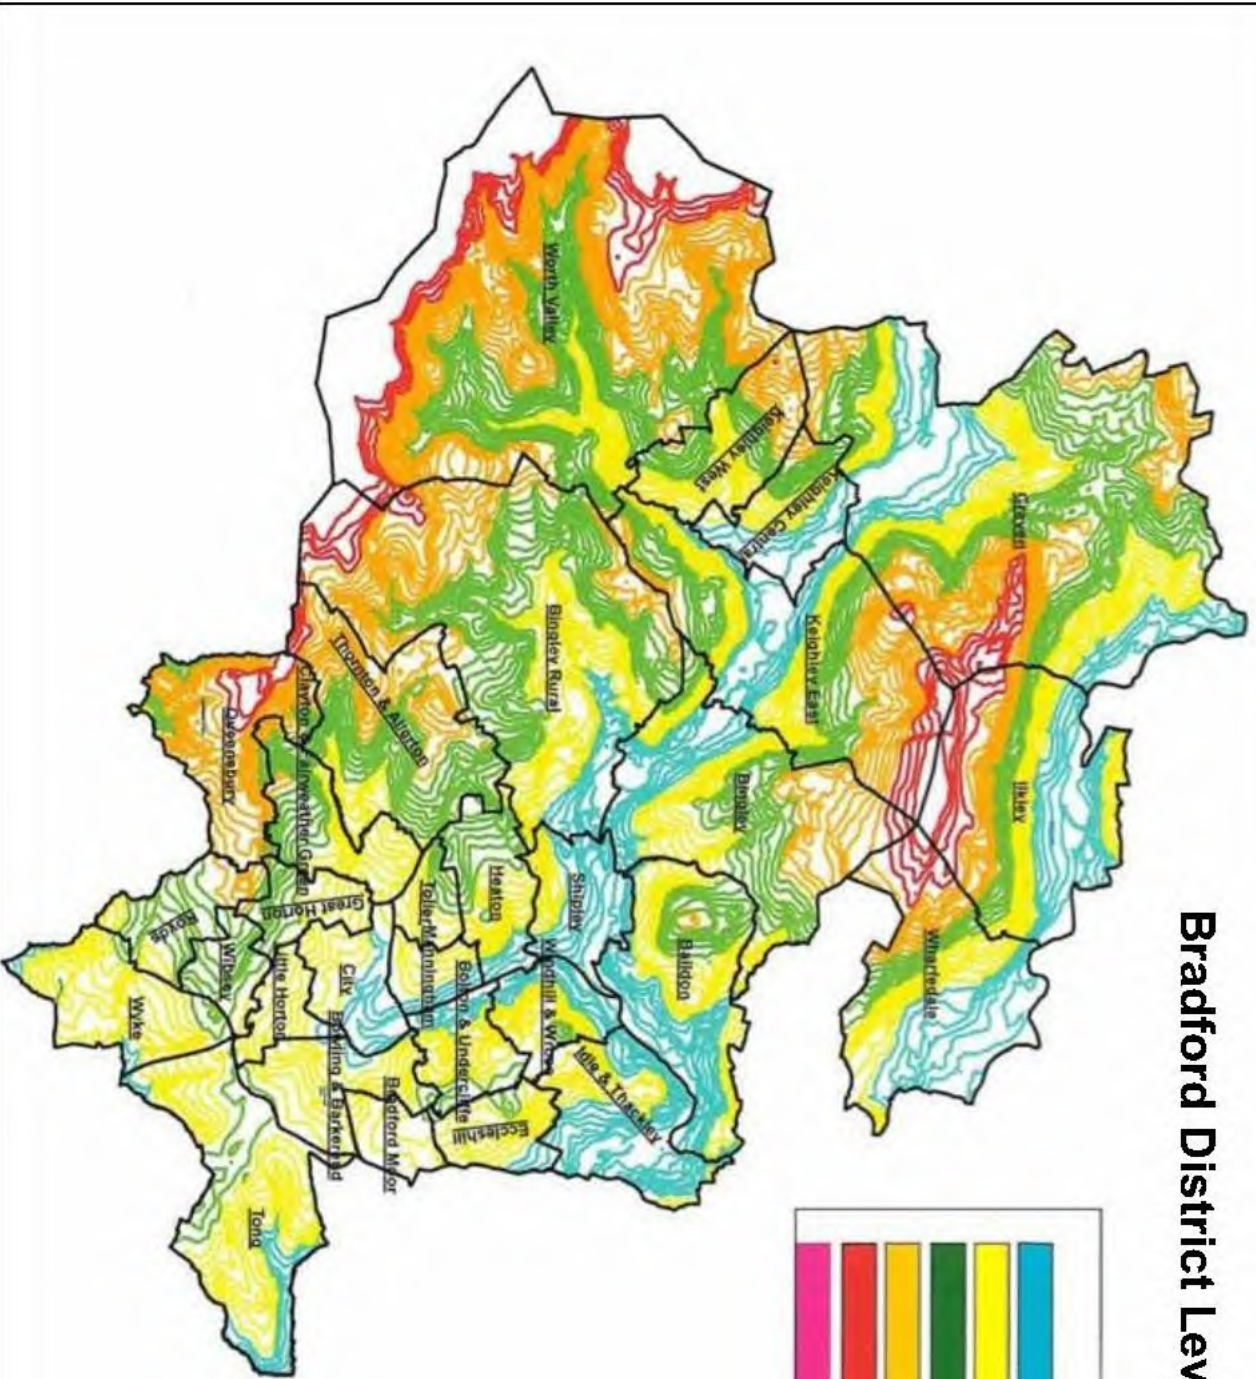 Bradford District Lev
Craven
Ilkley
Wharfedale
Keighley West
Keighley Central
Keighley East
Bingley
Baildon
Worth Valley
Bingley Rural
Shipley
Windhill & Wrose
Idle & Thackley
Heaton
Thornton & Allerton
Toller
Manningham
Bolton & Undercliffe
Eccleshill
Clayton & Fairweather Green
Great Horton
City
Bradford Moor
Little Horton
Bowling & Barkerend
Queensbury
Royds
Wibsey
Wyke
Tong